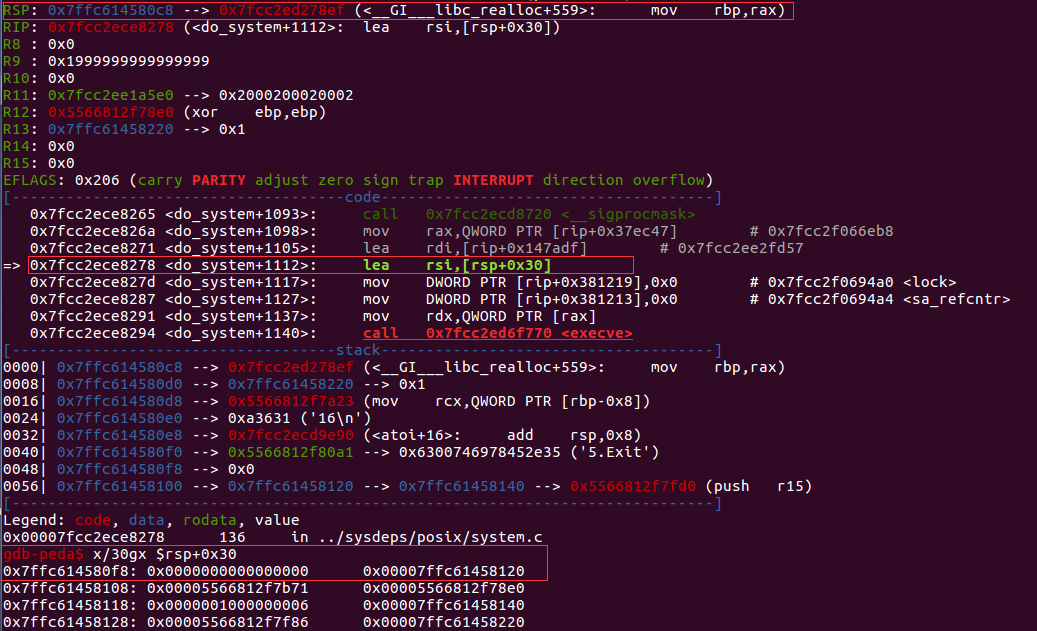 RSP: 0x7ffc614580c8 --> 0x7fcc2ed278ef (<__GI___libc_realloc+559>: mov rbp,rax)
RIP: 0x7fcc2ece8278 (<do_system+1112>: lea rsi,[rsp+0x30])
R8 : 0x0
R9 : 0x1999999999999999
R10: 0x0
R11: 0x7fcc2ee1a5e0 --> 0x2000200020002
R12: 0x5566812f78e0 (xor ebp,ebp)
R13: 0x7ffc61458220 --> 0x1
R14: 0x0
R15: 0x0
EFLAGS: 0x206 (carry PARITY adjust zero sign trap INTERRUPT direction overflow)
[-------------------------------------code-------------------------------------]
0x7fcc2ece8265 <do_system+1093>: call 0x7fcc2ecd8720 <__sigprocmask>
0x7fcc2ece826a <do_system+1098>: mov rax,QWORD PTR [rip+0x37ec47] # 0x7fcc2f066eb8
0x7fcc2ece8271 <do_system+1105>: lea rdi,[rip+0x147adf] # 0x7fcc2ee2fd57
=> 0x7fcc2ece8278 <do_system+1112>: lea rsi,[rsp+0x30]
0x7fcc2ece827d <do_system+1117>: mov DWORD PTR [rip+0x381219],0x0 # 0x7fcc2f0694a0 <lock>
0x7fcc2ece8287 <do_system+1127>: mov DWORD PTR [rip+0x381213],0x0 # 0x7fcc2f0694a4 <sa_refcntr>
0x7fcc2ece8291 <do_system+1137>: mov rdx,QWORD PTR [rax]
0x7fcc2ece8294 <do_system+1140>: call 0x7fcc2ed6f770 <execve>
[------------------------------------stack-------------------------------------]
0000| 0x7ffc614580c8 --> 0x7fcc2ed278ef (<__GI___libc_realloc+559>: mov rbp,rax)
0008| 0x7ffc614580d0 --> 0x7ffc61458220 --> 0x1
0016| 0x7ffc614580d8 --> 0x5566812f7a23 (mov rcx,QWORD PTR [rbp-0x8])
0024| 0x7ffc614580e0 --> 0xa3631 ('16\n')
0032| 0x7ffc614580e8 --> 0x7fcc2ecd9e90 (<atoi+16>: add rsp,0x8)
0040| 0x7ffc614580f0 --> 0x5566812f80a1 --> 0x6300746978452e35 ('5.Exit')
0048| 0x7ffc614580f8 --> 0x0
0056| 0x7ffc61458100 --> 0x7ffc61458120 --> 0x7ffc61458140 --> 0x5566812f7fd0 (push r15)
[------------------------------------------------------------------------------]
Legend: code, data, rodata, value
0x00007fcc2ece8278 136 in ../sysdeps/posix/system.c
gdb-peda$ x/30gx $rsp+0x30
0x7ffc614580f8: 0x0000000000000000 0x00007ffc61458120
0x7ffc61458108: 0x00005566812f7b71 0x00005566812f78e0
0x7ffc61458118: 0x0000001000000006 0x00007ffc61458140
0x7ffc61458128: 0x00005566812f7f86 0x00007ffc61458220